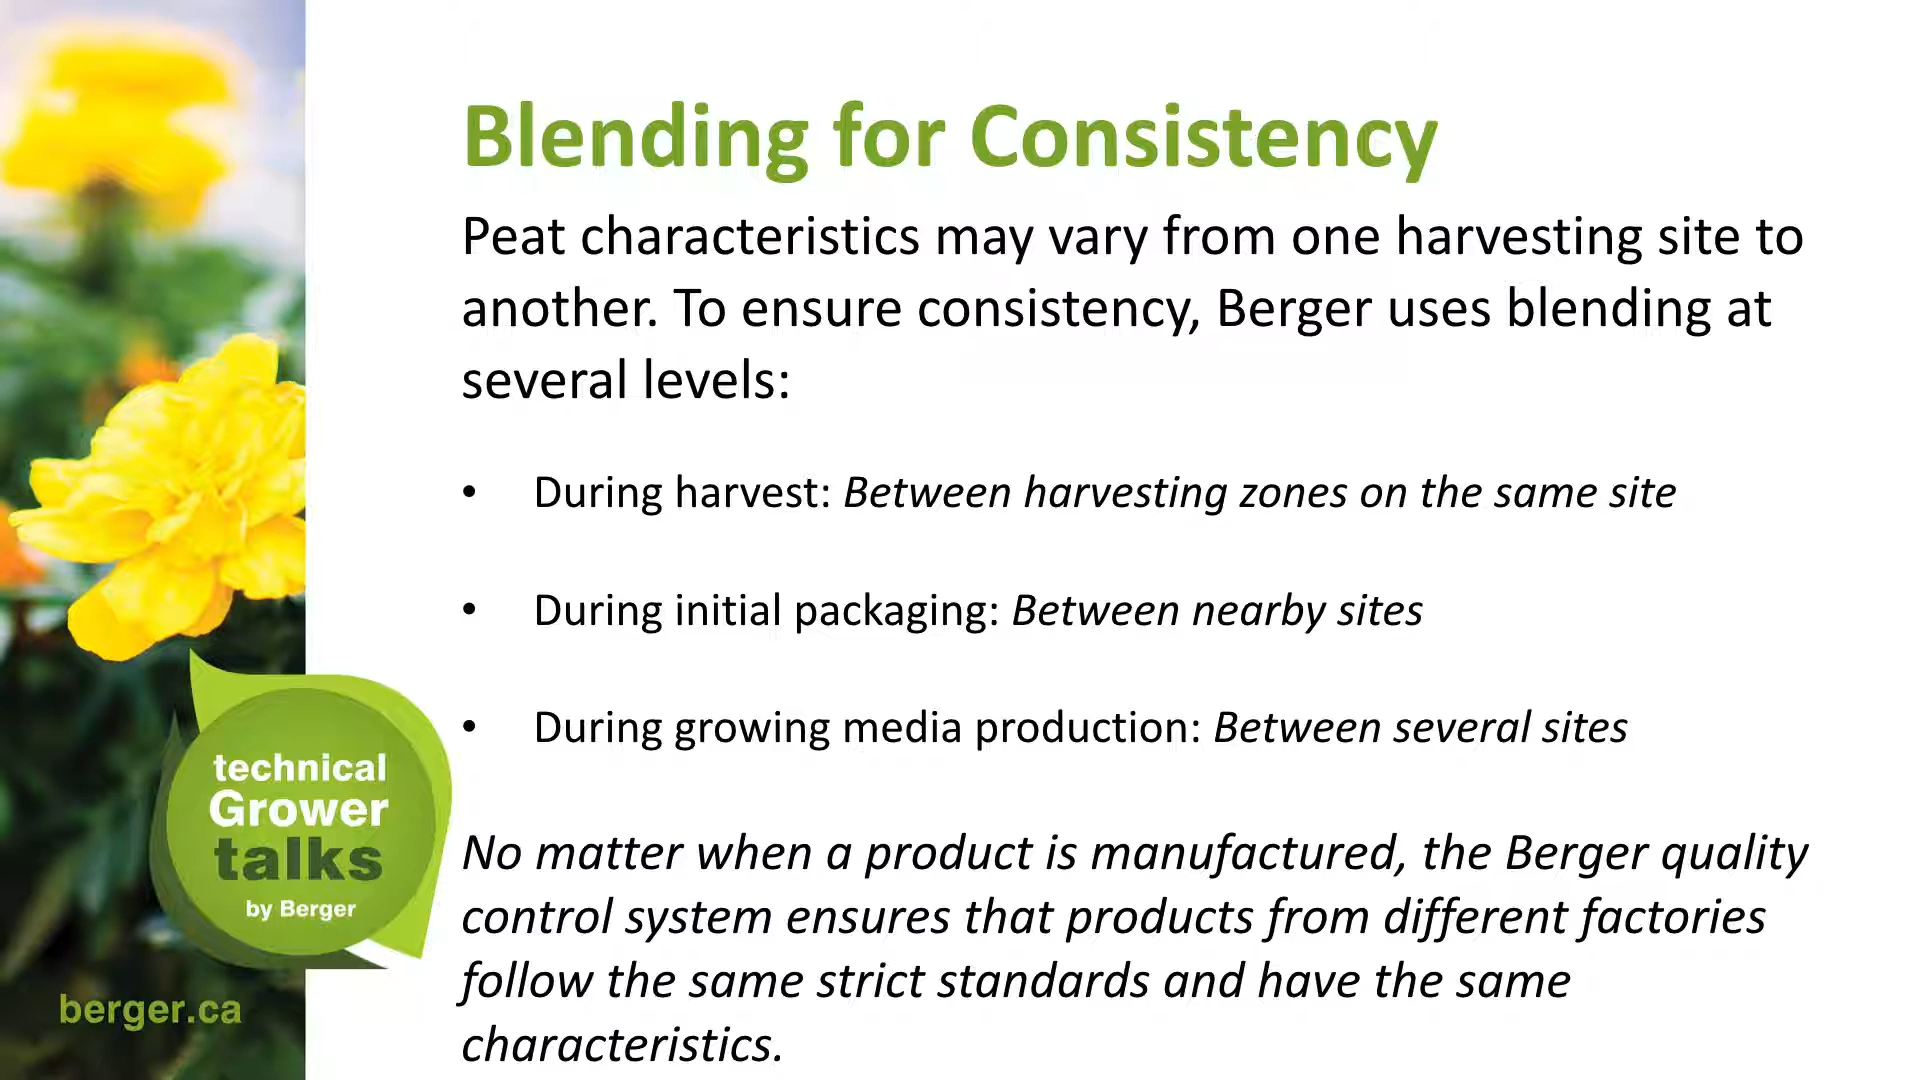 Blending for Consistency
Peat characteristics may vary from one harvesting site to
another. To ensure consistency, Berger uses blending at
several levels:
• During harvest: Between harvesting zones on the same site
• During initial packaging: Between nearby sites
• During growing media production: Between several sites
No matter when a product is manufactured, the Berger quality
control system ensures that products from different factories
follow the same strict standards and have the same
characteristics.
technical
Grower
talks
by Berger
berger.ca